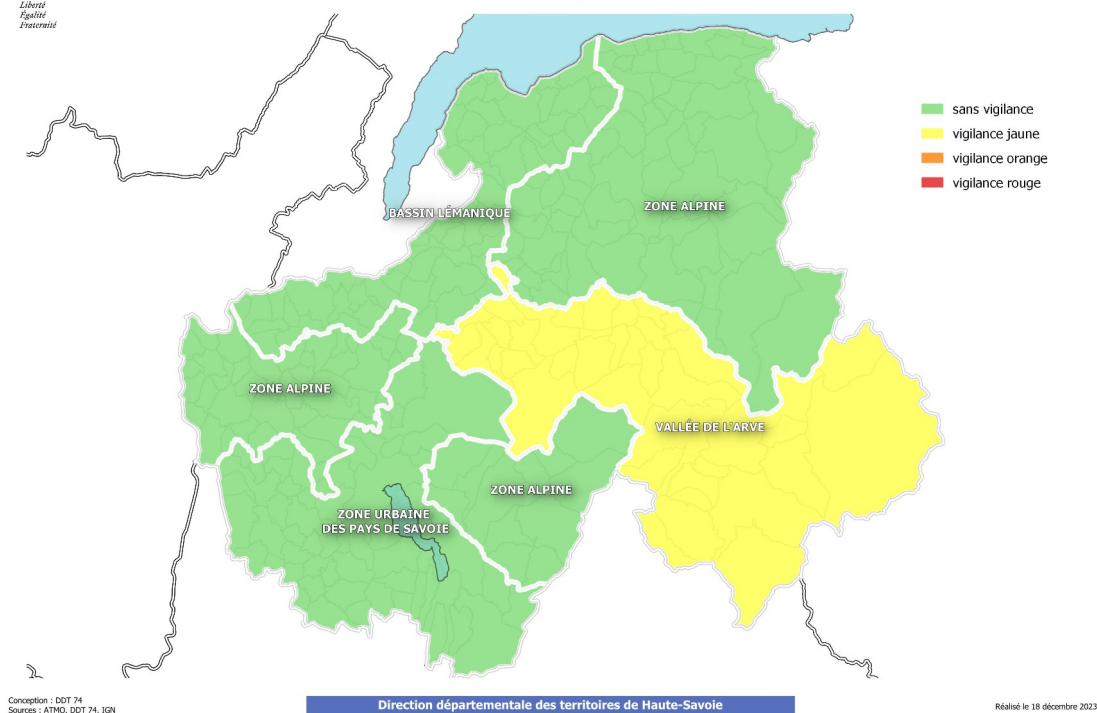 Liberté
Égalité
Fraternité
sans vigilance
vigilance jaune
vigilance orange
vigilance rouge
BASSIN LÉMANIQUE
ZONE ALPINE
ZONE ALPINE
VALLÉE DE L'ARVE
ZONE ALPINE
ZONE URBAINE
DES PAYS DE SAVOIE
Conception : DDT 74
Sources : ATMO, DDT 74, IGN
Direction départementale des territoires de Haute-Savoie
Réalisé le 18 décembre 2023